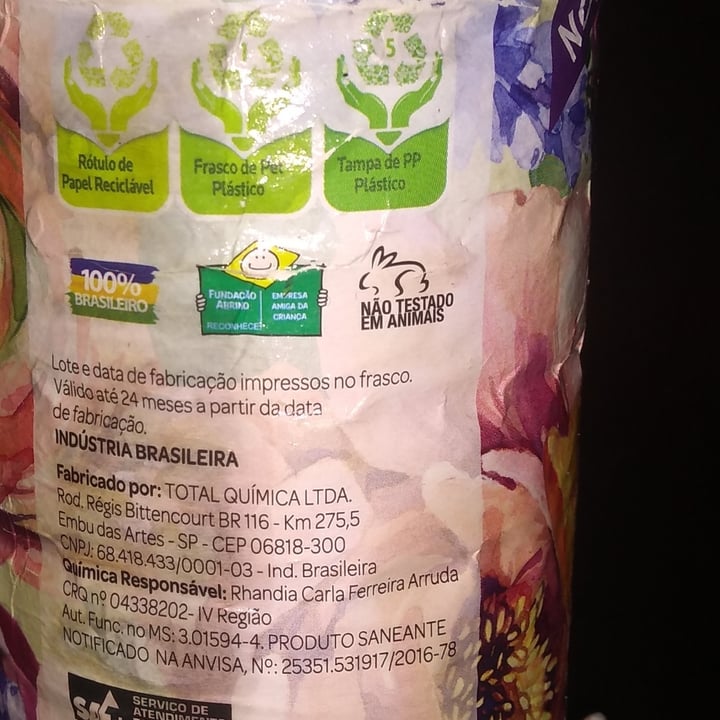 1
5
Rótulo de
Papel Reciclável
Frasco de Pet
Plástico
Tampa de PP
Plástico
100%
BRASILEIRO
FUNDAÇÃO
ABRINQ
RECONHECE:
EMPRESA
AMIGA DA
CRIANÇA
NÃO TESTADO
EM ANIMAIS
Lote e data de fabricação impressos no frasco.
Válido até 24 meses a partir da data
de fabricação.
INDÚSTRIA BRASILEIRA
Fabricado por: TOTAL QUÍMICA LTDA.
Rod. Régis Bittencourt BR 116 - Km 275,5
Embu das Artes - SP - CEP 06818-300
CNPJ: 68.418.433/0001-03 - Ind. Brasileira
Química Responsável: Rhandia Carla Ferreira Arruda
CRQ nº 04338202- IV Região
Aut. Func. no MS: 3.01594-4. PRODUTO SANEANTE
NOTIFICADO NA ANVISA, Nº: 25351.531917/2016-78
SERVIÇO DE
ATENDIMENTO